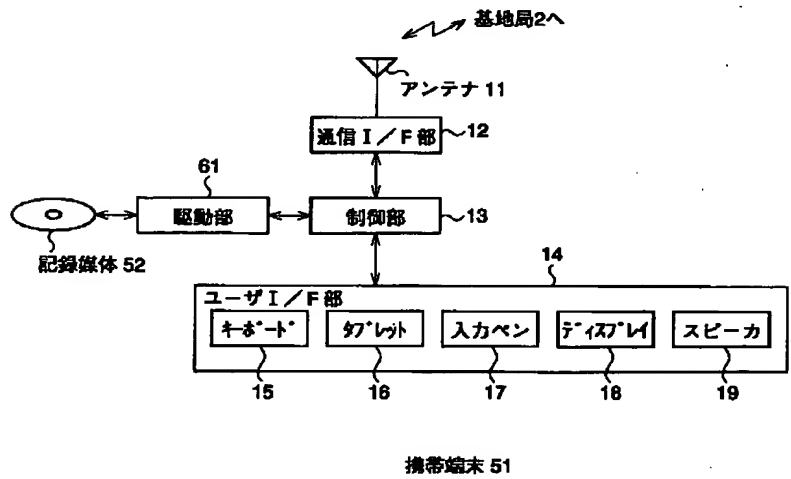 基地局2へ
アンテナ 11
通信I／F部
12
61
駆動部
制御部
13
記録媒体 52
14
ユーザI／F部
キーボード
タブレット
入力ペン
ディスプレイ
スピーカ
15
16
17
18
19
携帯端末 51